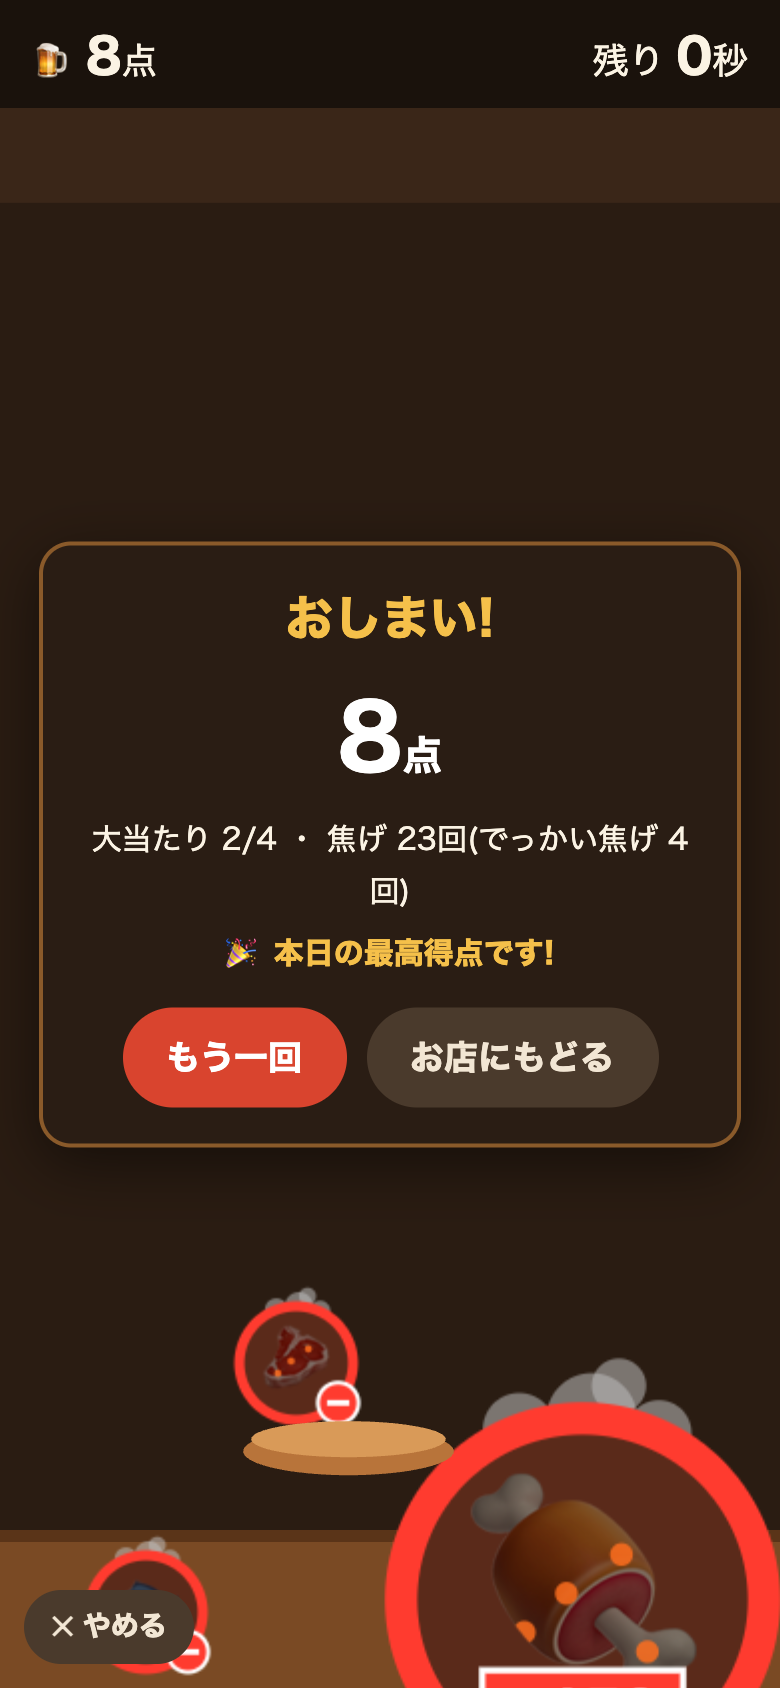 8点
残り 0秒
おしまい!
8点
大当たり 2/4 ・ 焦げ 23回(でっかい焦げ 4
回)
本日の最高得点です!
もう一回
お店にもどる
× やめる